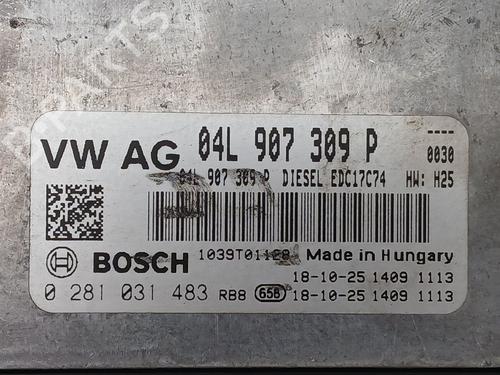 VW AG 04L 907 309 P ----
04L 907 309 P DIESEL EDC17C74 0030
HW: H25
BOSCH 1039T01128 Made in Hungary
18-10-25 1409 1113
0 281 031 483 RB8 656 18-10-25 1409 1113
B-PARTS